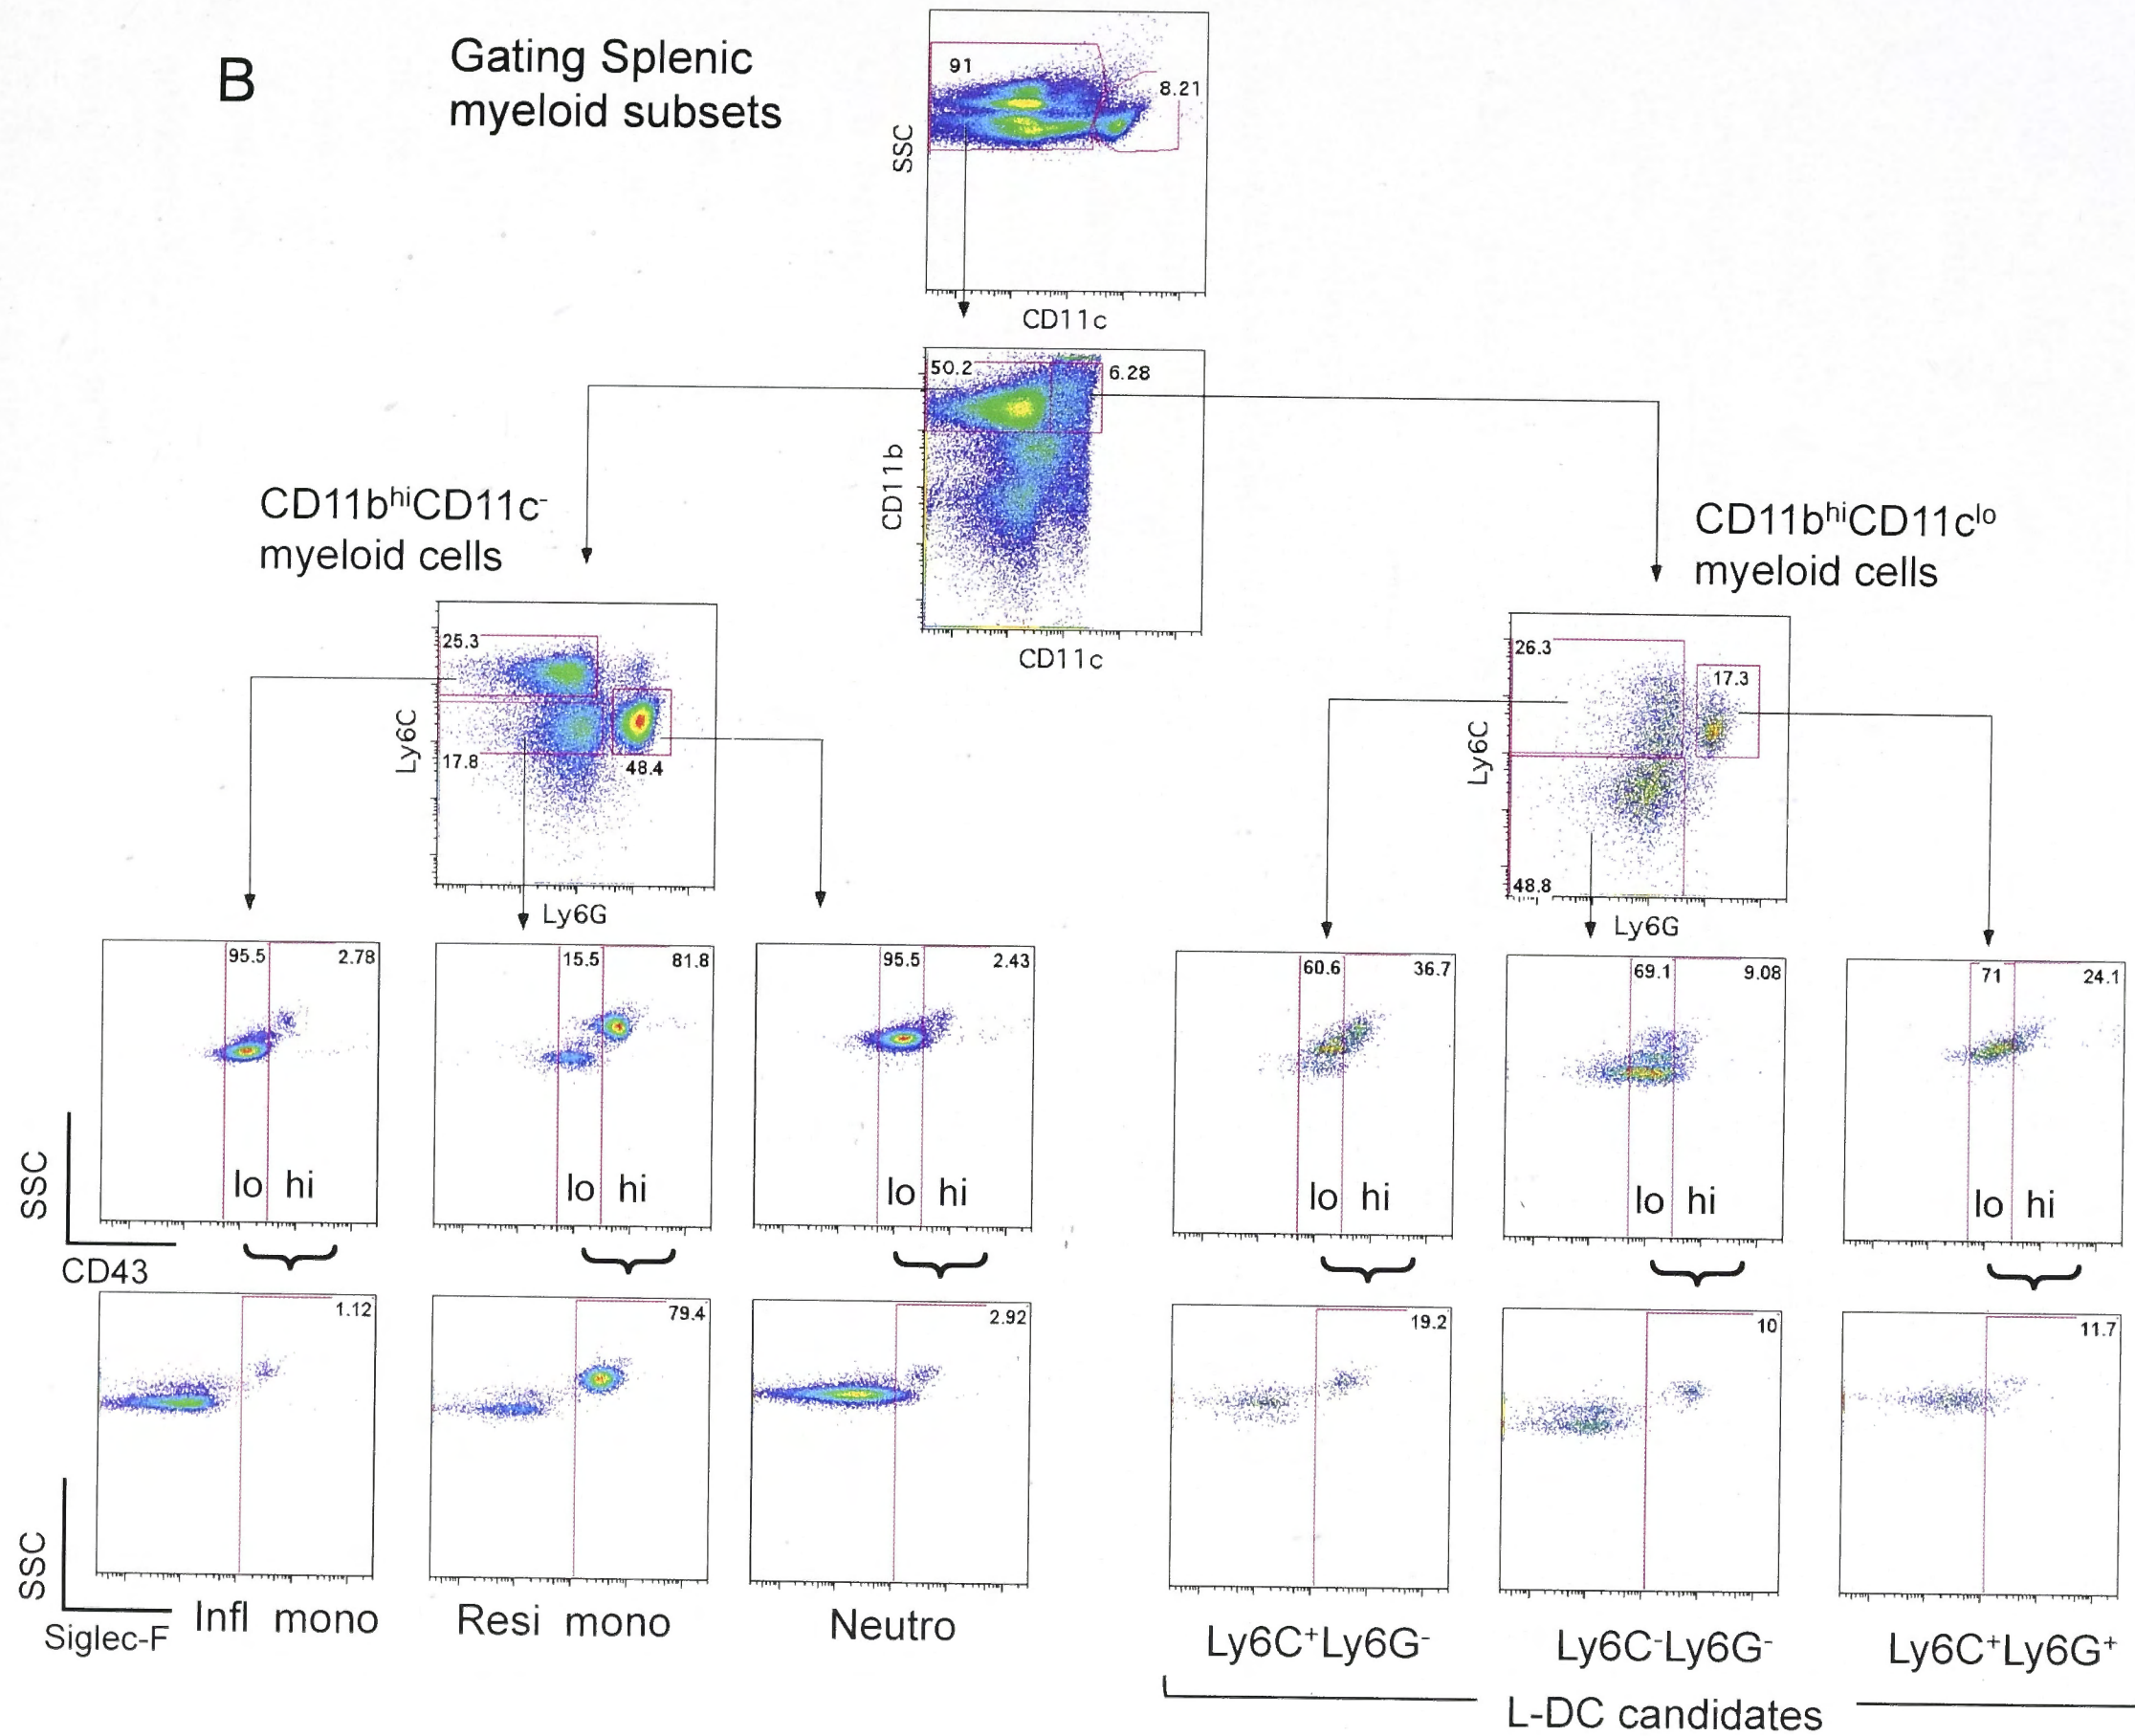 B
Gating Splenic
myeloid subsets
91
8.21
SSC
CD11c
50.2
6.28
CD11b
CD11c
CD11bhiCD11c-
myeloid cells
CD11bhiCD11clo
myeloid cells
25.3
17.8
48.4
Ly6C
Ly6G
26.3
17.3
48.8
Ly6C
Ly6G
95.5 2.78
15.5 81.8
95.5 2.43
60.6 36.7
69.1 9.08
71 24.1
lo hi
lo hi
lo hi
lo hi
lo hi
lo hi
SSC
CD43
1.12
79.4
2.92
19.2
10
11.7
SSC
Siglec-F
Infl mono
Resi mono
Neutro
Ly6C+Ly6G-
Ly6C-Ly6G-
Ly6C+Ly6G+
L-DC candidates